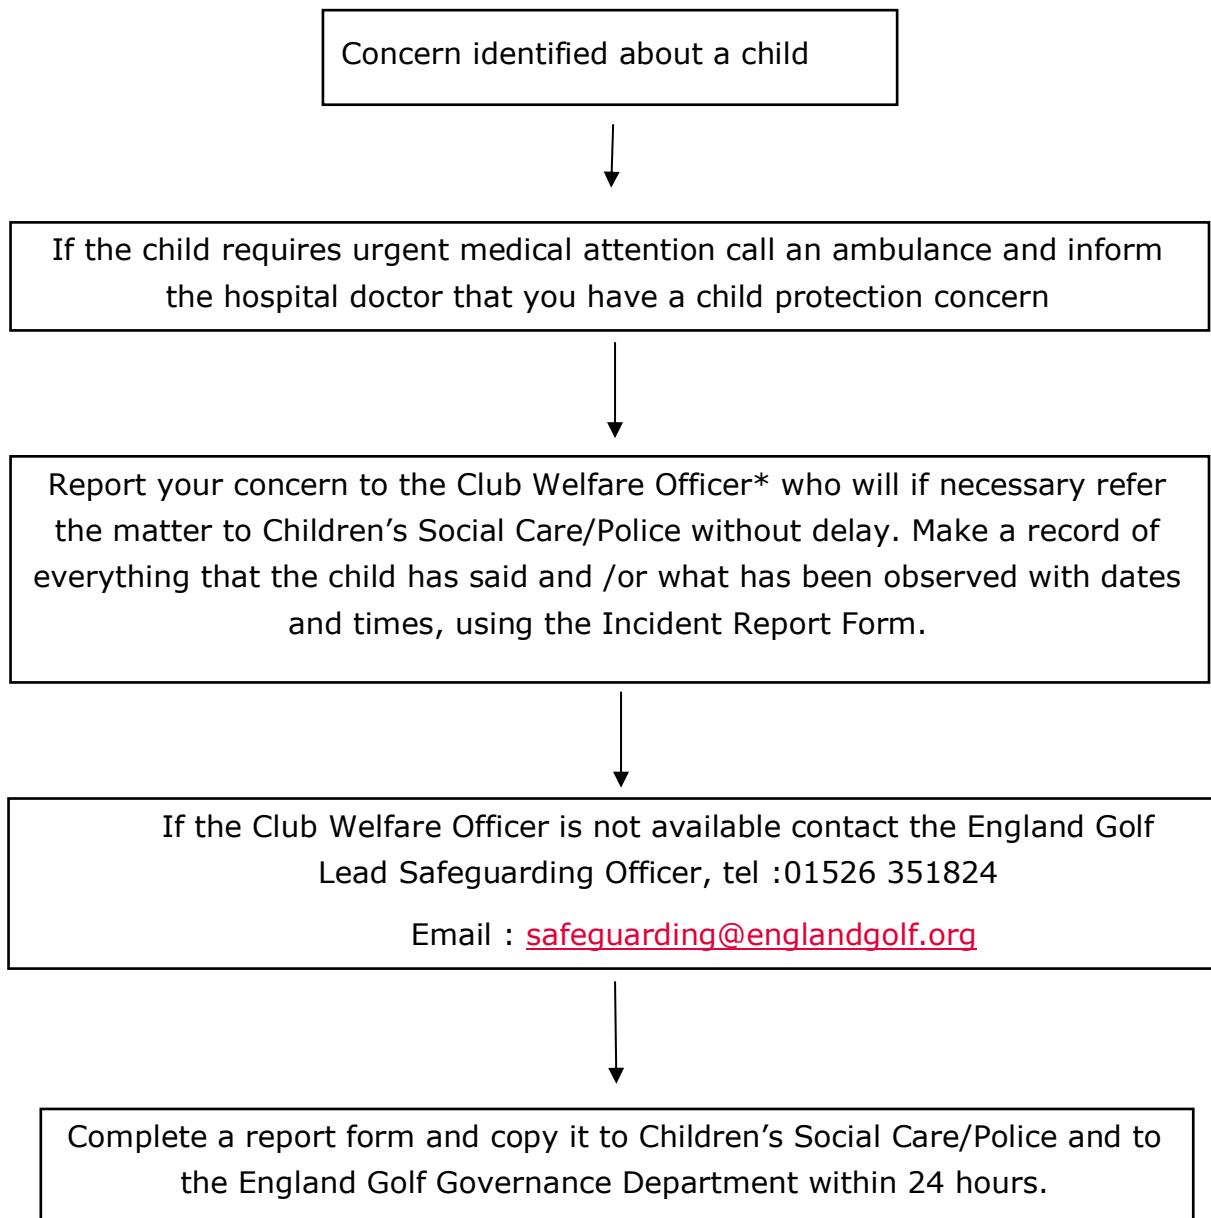 Concern identified about a child
If the child requires urgent medical attention call an ambulance and inform
the hospital doctor that you have a child protection concern
Report your concern to the Club Welfare Officer* who will if necessary refer
the matter to Children’s Social Care/Police without delay. Make a record of
everything that the child has said and /or what has been observed with dates
and times, using the Incident Report Form.
If the Club Welfare Officer is not available contact the England Golf
Lead Safeguarding Officer, tel :01526 351824
Email : safeguarding@englandgolf.org
Complete a report form and copy it to Children’s Social Care/Police and to
the England Golf Governance Department within 24 hours.